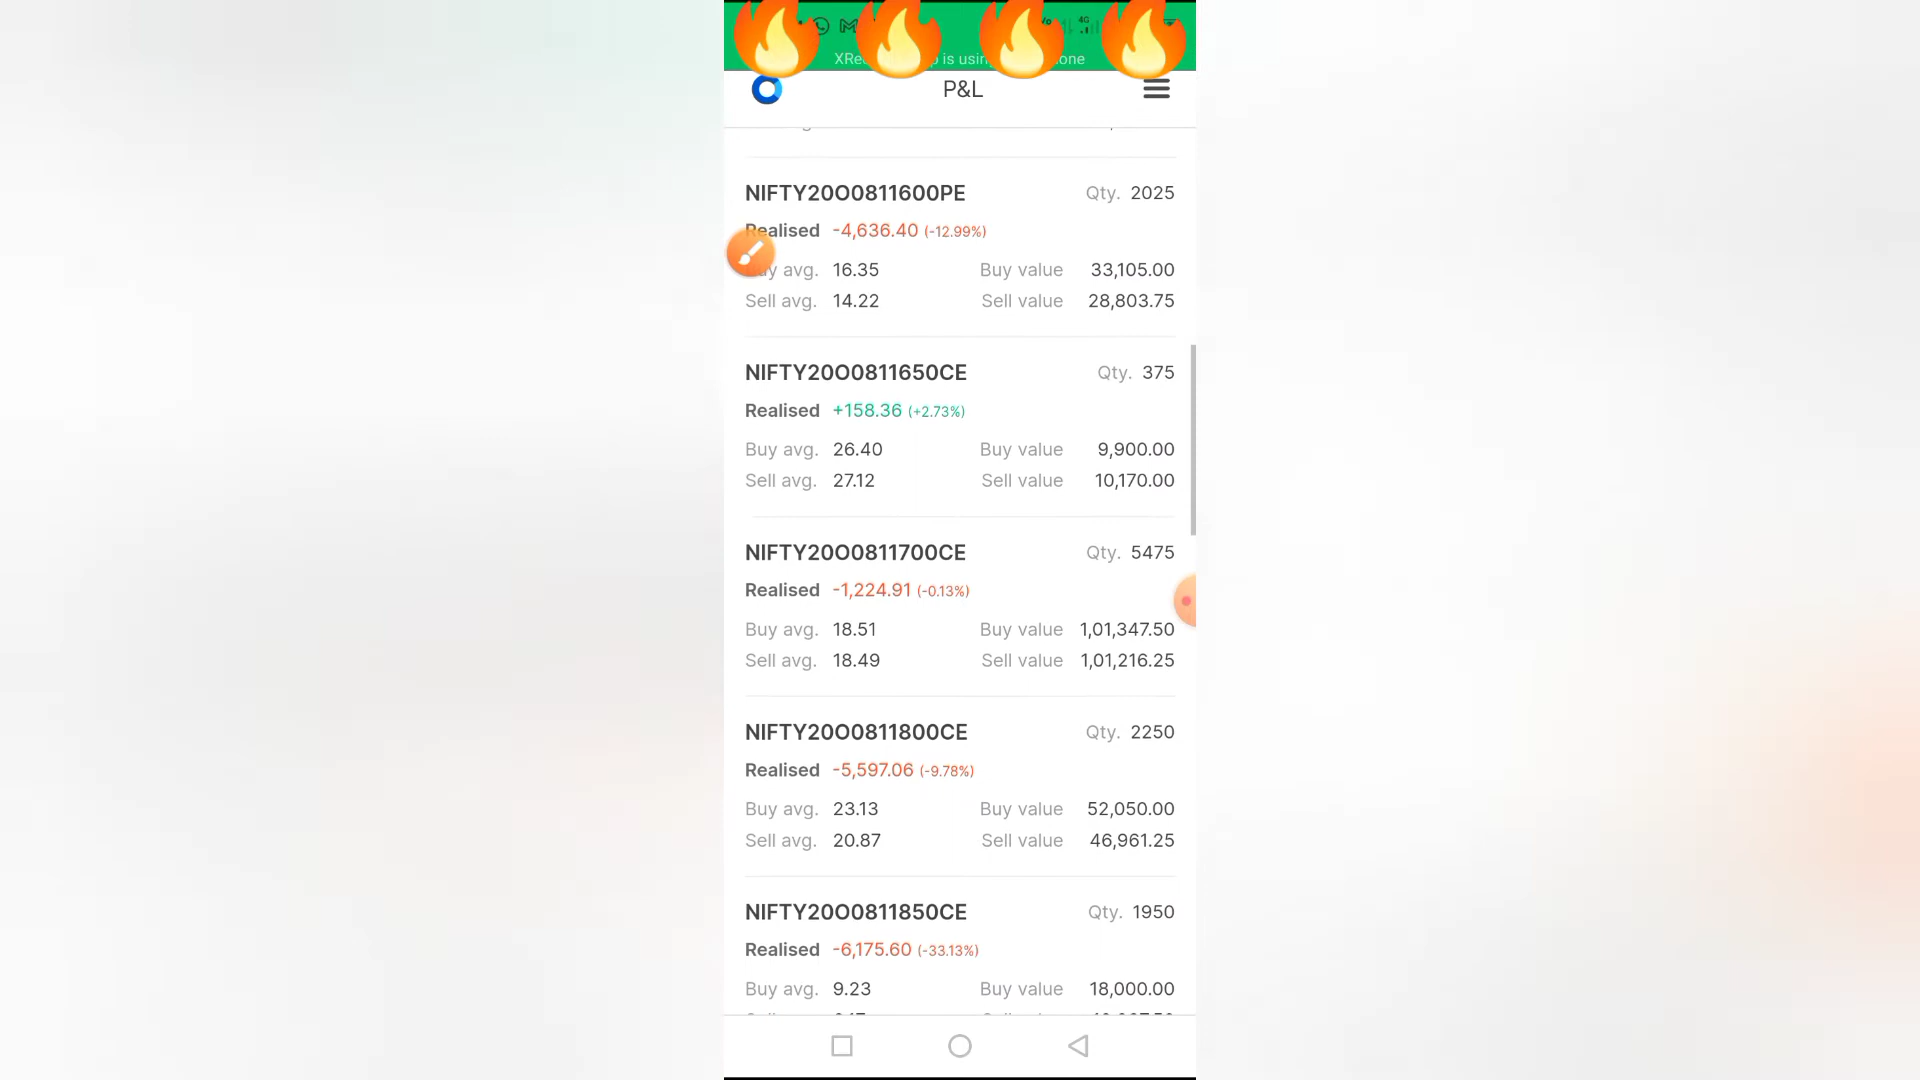 4G
XRec is usin one
P&L
NIFTY20O0811600PE Qty. 2025
Realised -4,636.40 (-12.99%)
avg. 16.35 Buy value 33,105.00
Sell avg. 14.22 Sell value 28,803.75
NIFTY20O0811650CE Qty. 375
Realised +158.36 (+2.73%)
Buy avg. 26.40 Buy value 9,900.00
Sell avg. 27.12 Sell value 10,170.00
NIFTY20O0811700CE Qty. 5475
Realised -1,224.91 (-0.13%)
Buy avg. 18.51 Buy value 1,01,347.50
Sell avg. 18.49 Sell value 1,01,216.25
NIFTY20O0811800CE Qty. 2250
Realised -5,597.06 (-9.78%)
Buy avg. 23.13 Buy value 52,050.00
Sell avg. 20.87 Sell value 46,961.25
NIFTY20O0811850CE Qty. 1950
Realised -6,175.60 (-33.13%)
Buy avg. 9.23 Buy value 18,000.00